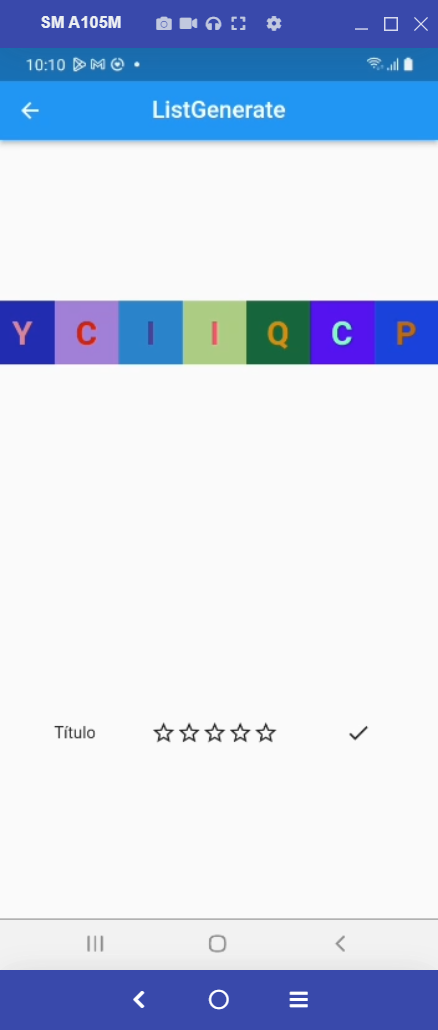 SM A105M
10:10
ListGenerate
Y C I I Q C P
Título